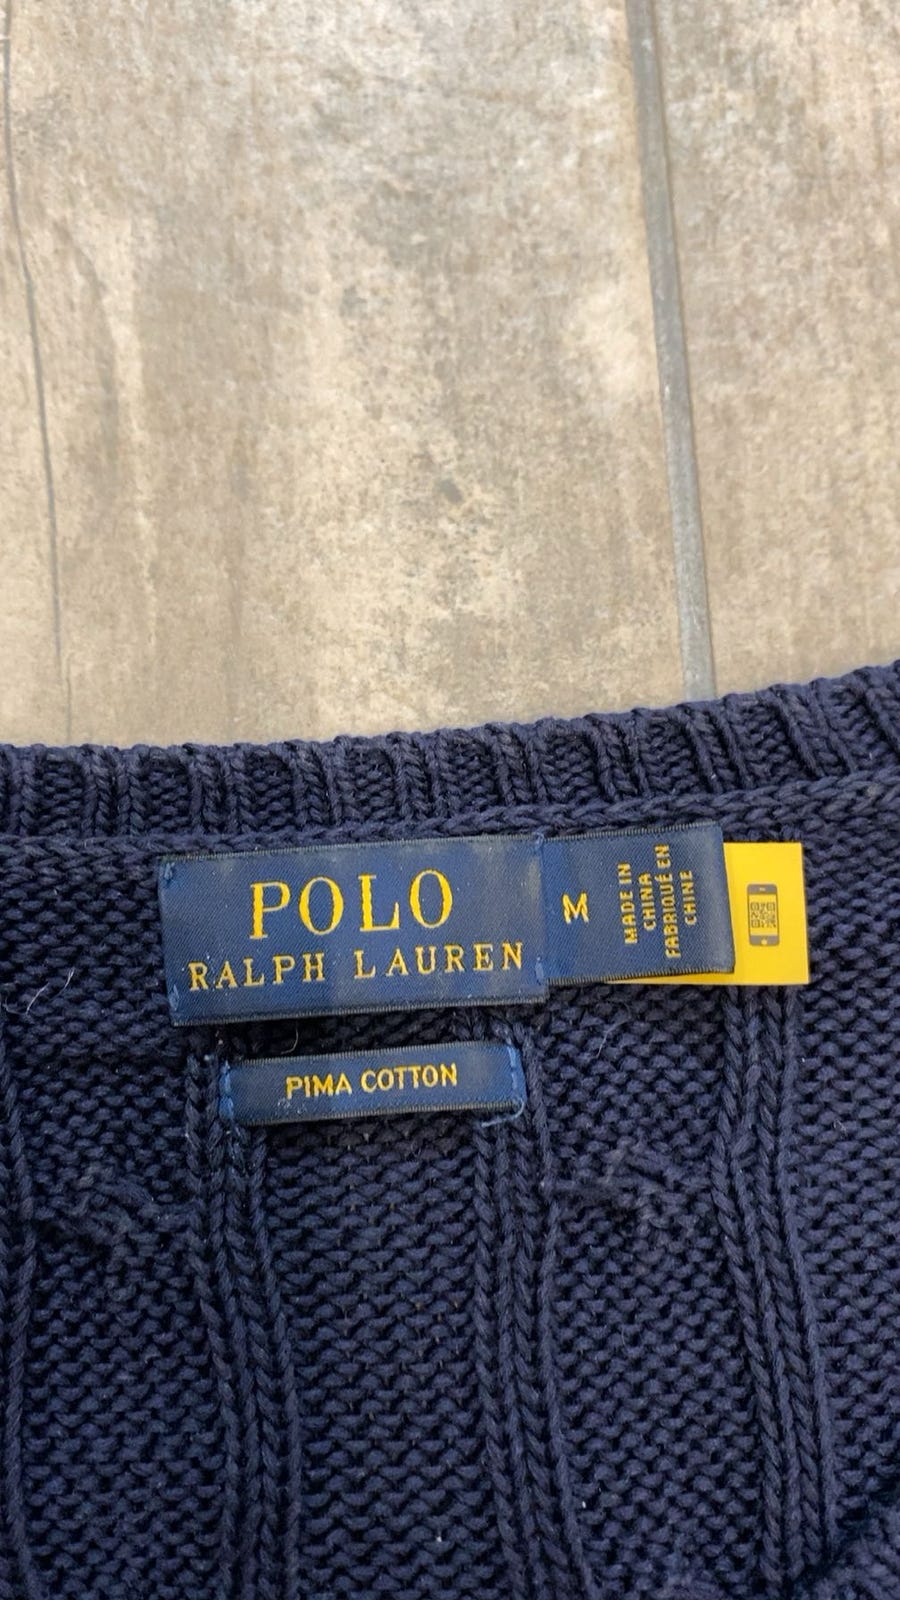 POLO
RALPH LAUREN
M
MADE IN
CHINA
FABRIQUÉ EN
CHINE
PIMA COTTON